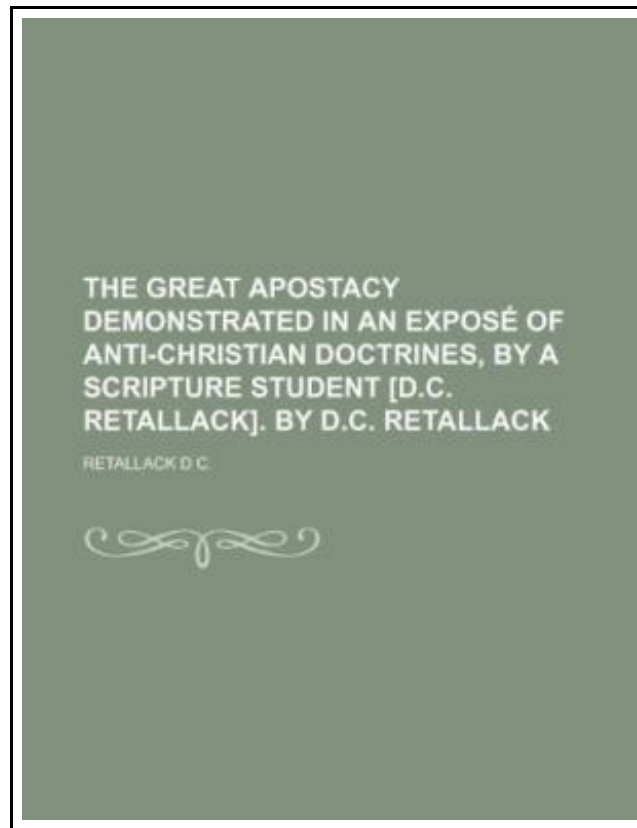 THE GREAT APOSTACY
DEMONSTRATED IN AN EXPOSÉ OF
ANTI-CHRISTIAN DOCTRINES, BY A
SCRIPTURE STUDENT [D.C.
RETALLACK]. BY D.C. RETALLACK
RETALLACK D C.